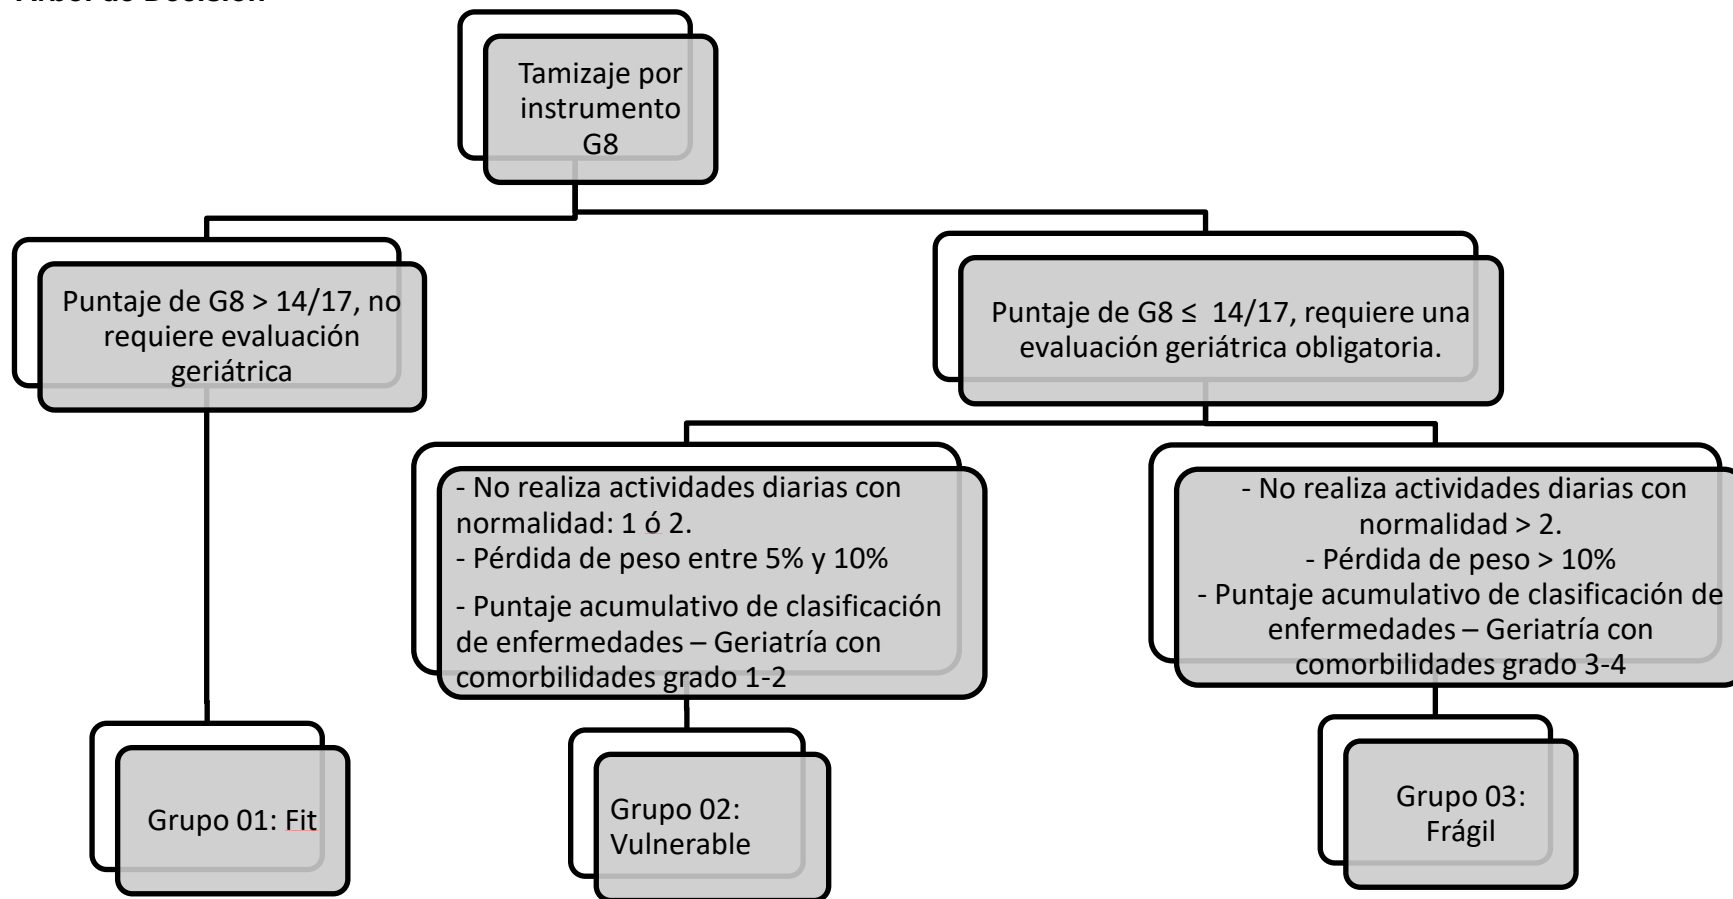 Árbol de Decisión
Tamizaje por
instrumento
G8
Puntaje de G8 > 14/17, no
requiere evaluación
geriátrica
Puntaje de G8 ≤ 14/17, requiere una
evaluación geriátrica obligatoria.
- No realiza actividades diarias con
normalidad: 1 ó 2.
- Pérdida de peso entre 5% y 10%
- Puntaje acumulativo de clasificación
de enfermedades – Geriatría con
comorbilidades grado 1-2
- No realiza actividades diarias con
normalidad > 2.
- Pérdida de peso > 10%
- Puntaje acumulativo de clasificación de
enfermedades – Geriatría con
comorbilidades grado 3-4
Grupo 01: Fit
Grupo 02:
Vulnerable
Grupo 03:
Frágil